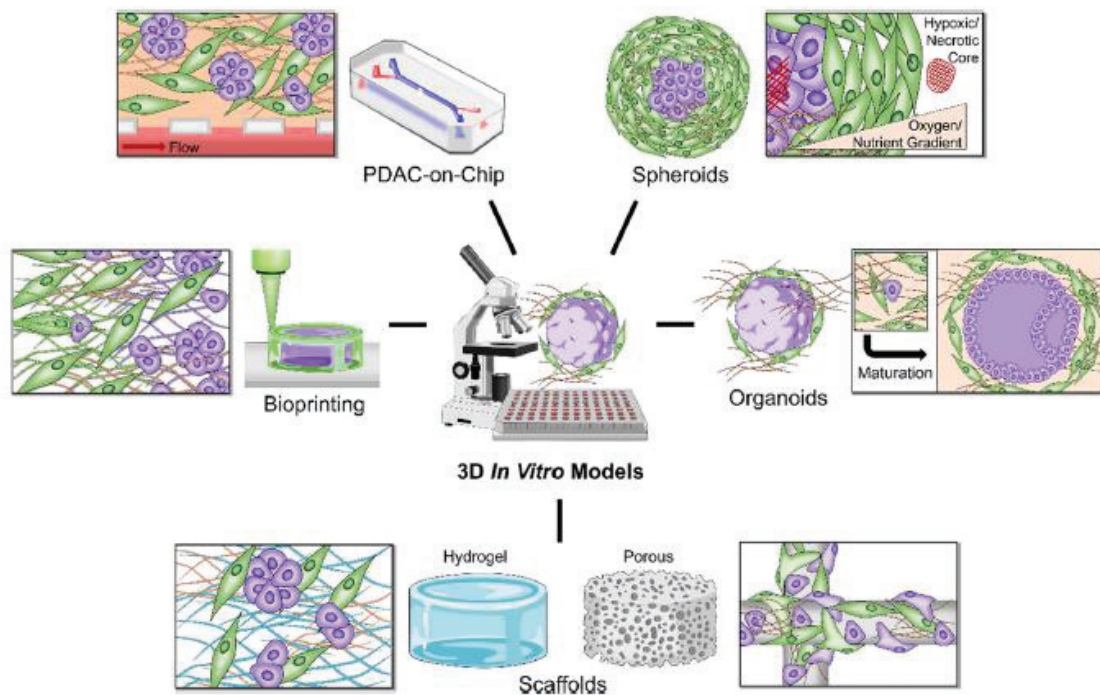 Flow
PDAC-on-Chip
Spheroids
Hypoxic/
Necrotic
Core
Oxygen/
Nutrient Gradient
Bioprinting
Organoids
Maturation
3D In Vitro Models
Hydrogel
Porous
Scaffolds